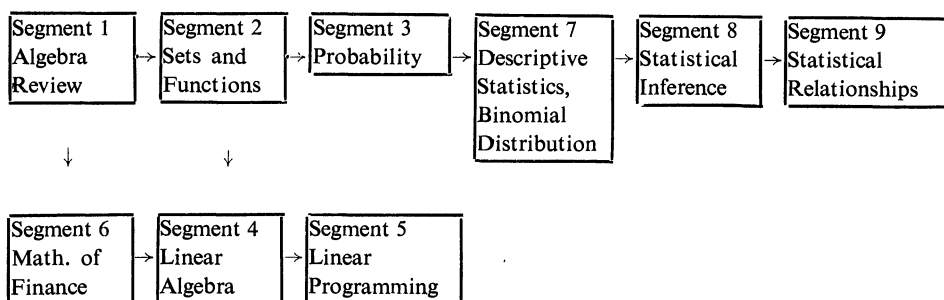 Segment 1
Algebra
Review
Segment 2
Sets and
Functions
Segment 3
Probability
Segment 7
Descriptive
Statistics,
Binomial
Distribution
Segment 8
Statistical
Inference
Segment 9
Statistical
Relationships
Segment 6
Math. of
Finance
Segment 4
Linear
Algebra
Segment 5
Linear
Programming